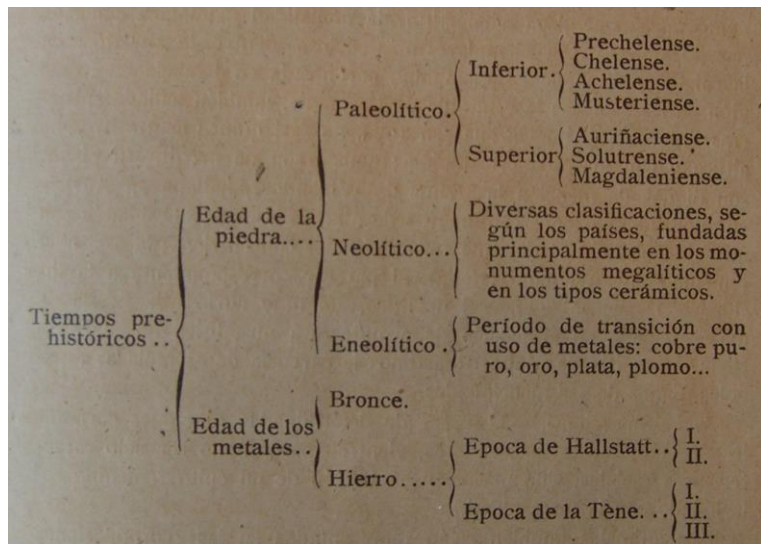 Tiempos pre-
históricos ..
Edad de la
piedra....
Paleolítico.
Inferior.
Prechelense.
Chelense.
Achelense.
Musteriense.
Superior
Auriñaciense.
Solutrense.
Magdaleniense.
Neolítico...
Diversas clasificaciones, se-
gún los países, fundadas
principalmente en los mo-
numentos megalíticos y
en los tipos cerámicos.
Eneolítico .
Período de transición con
uso de metales: cobre pu-
ro, oro, plata, plomo...
Edad de los
metales..
Bronce.
Hierro.....
Epoca de Hallstatt..
I.
II.
Epoca de la Tène. ..
I.
II.
III.